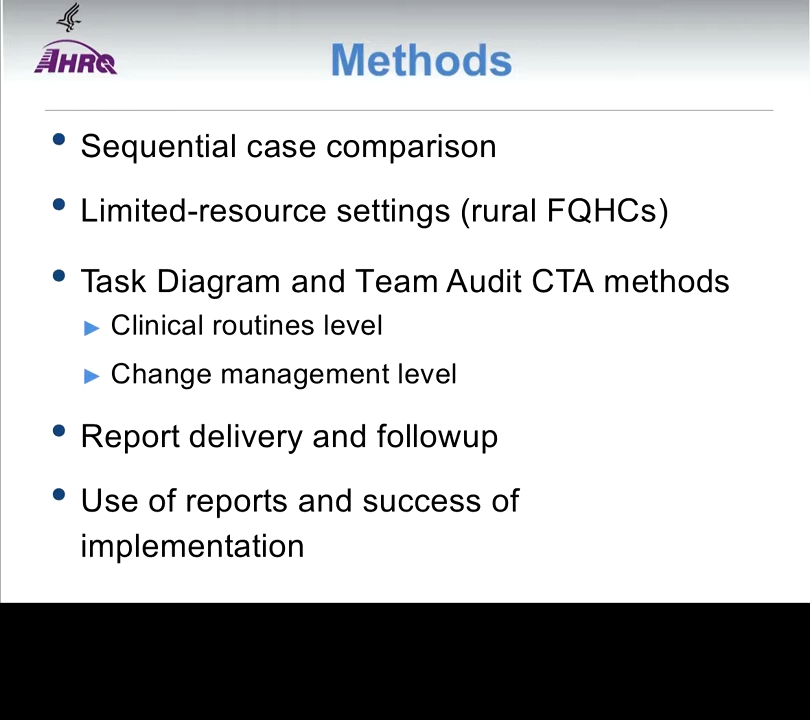 AHRQ
Methods
• Sequential case comparison
• Limited-resource settings (rural FQHCs)
• Task Diagram and Team Audit CTA methods
► Clinical routines level
► Change management level
• Report delivery and followup
• Use of reports and success of
implementation